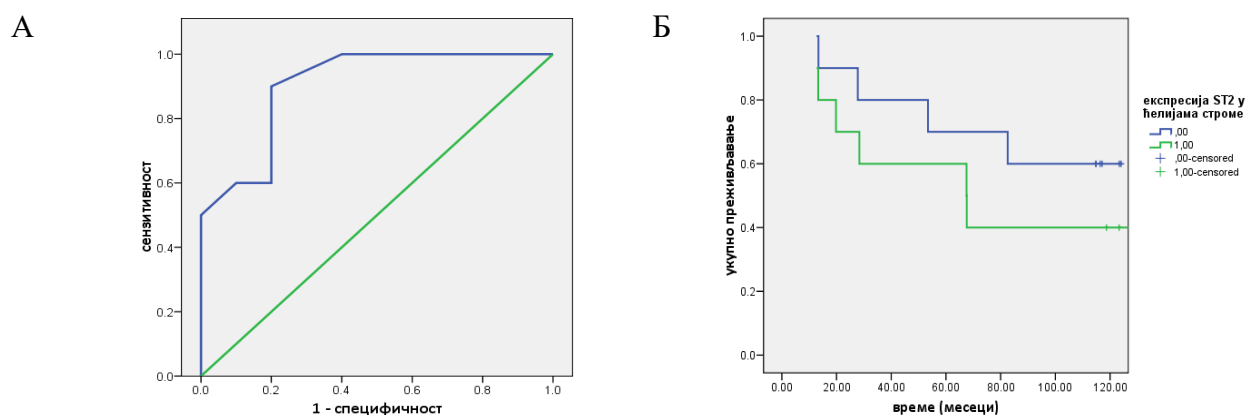 А
1.0
0.8
0.6
0.4
0.2
0.0
сензитивност
0.0
0.2
0.4
0.6
0.8
1.0
1 - специфичност
Б
1.0
0.8
0.6
0.4
0.2
0.0
укупно преживљавање
0.00
20.00
40.00
60.00
80.00
100.00
120.00
време (месеци)
експресија ST2 у
ћелијама строме
,00
1,00
,00-censored
1,00-censored